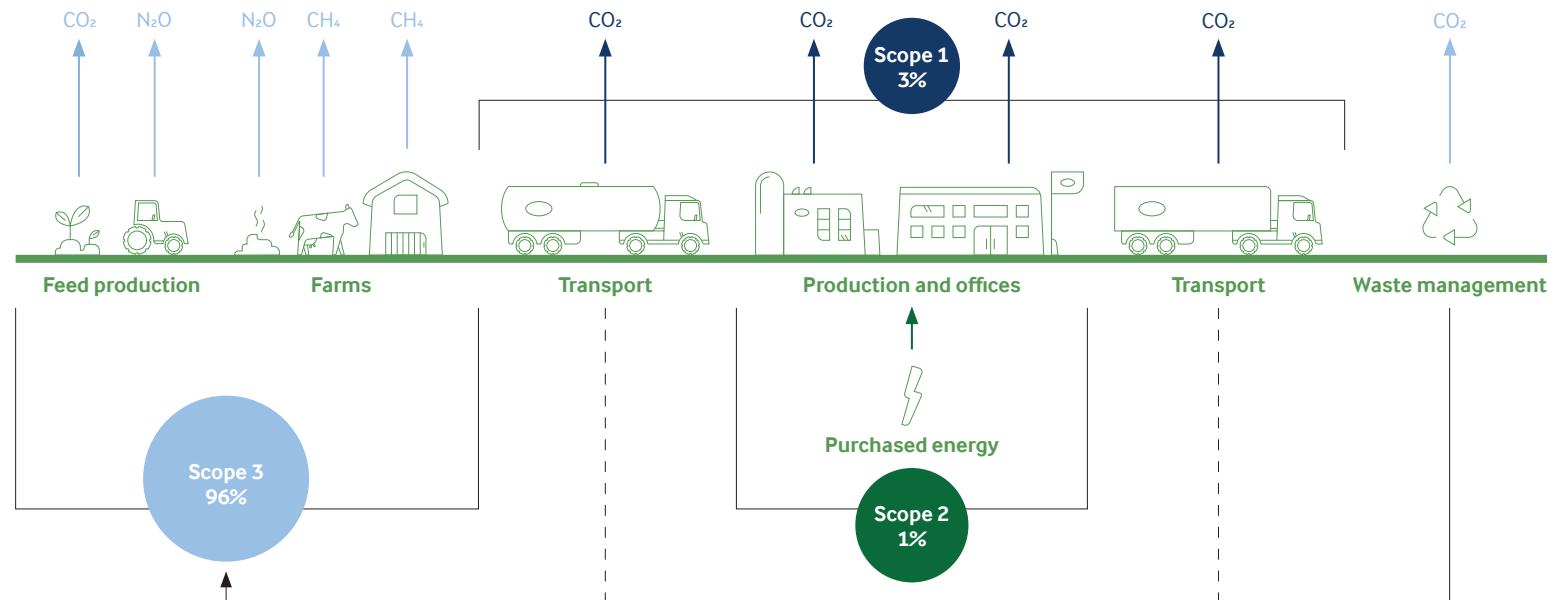 CO₂ N₂O N₂O CH₄ CH₄ CO₂ CO₂ CO₂ CO₂ CO₂
Scope 1
3%
Feed production Farms Transport Production and offices Transport Waste management
Purchased energy
Scope 3
96%
Scope 2
1%